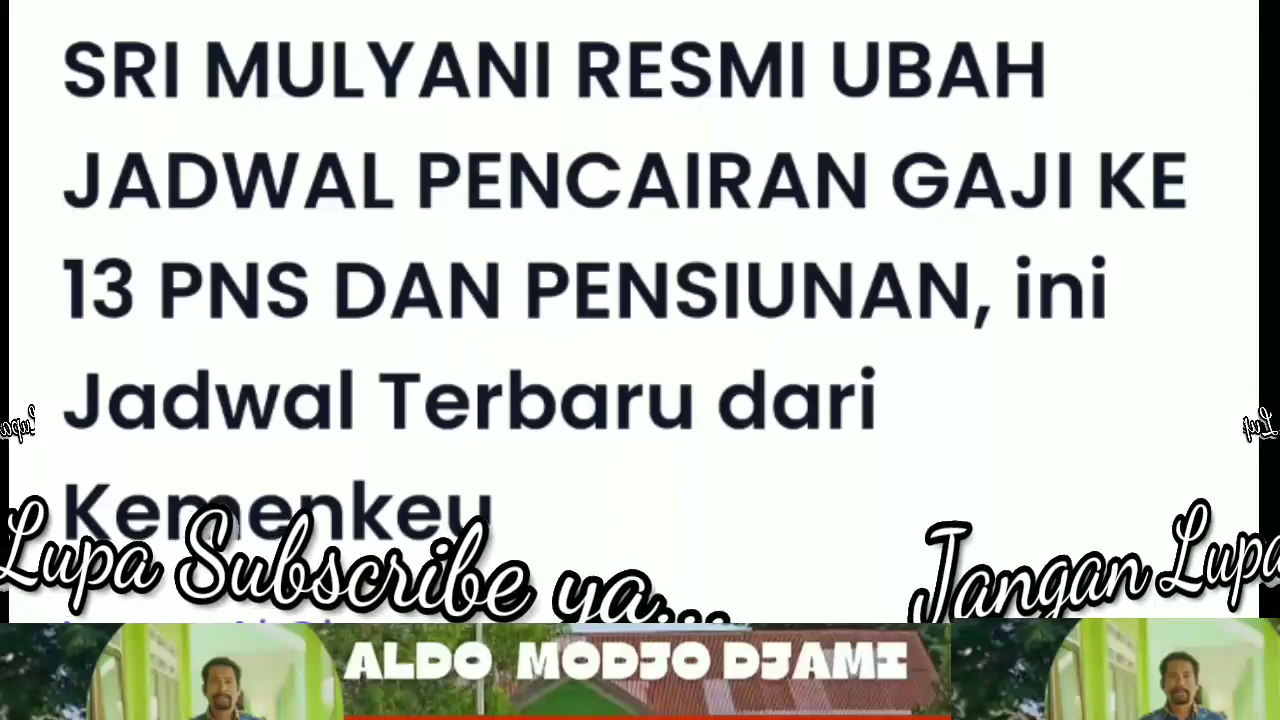 SRI MULYANI RESMI UBAH
JADWAL PENCAIRAN GAJI KE
13 PNS DAN PENSIUNAN, ini
Jadwal Terbaru dari
Kemenkeu
Lupa Subscribe ya.... Jangan Lupa
ALDO MODJO DJAMI